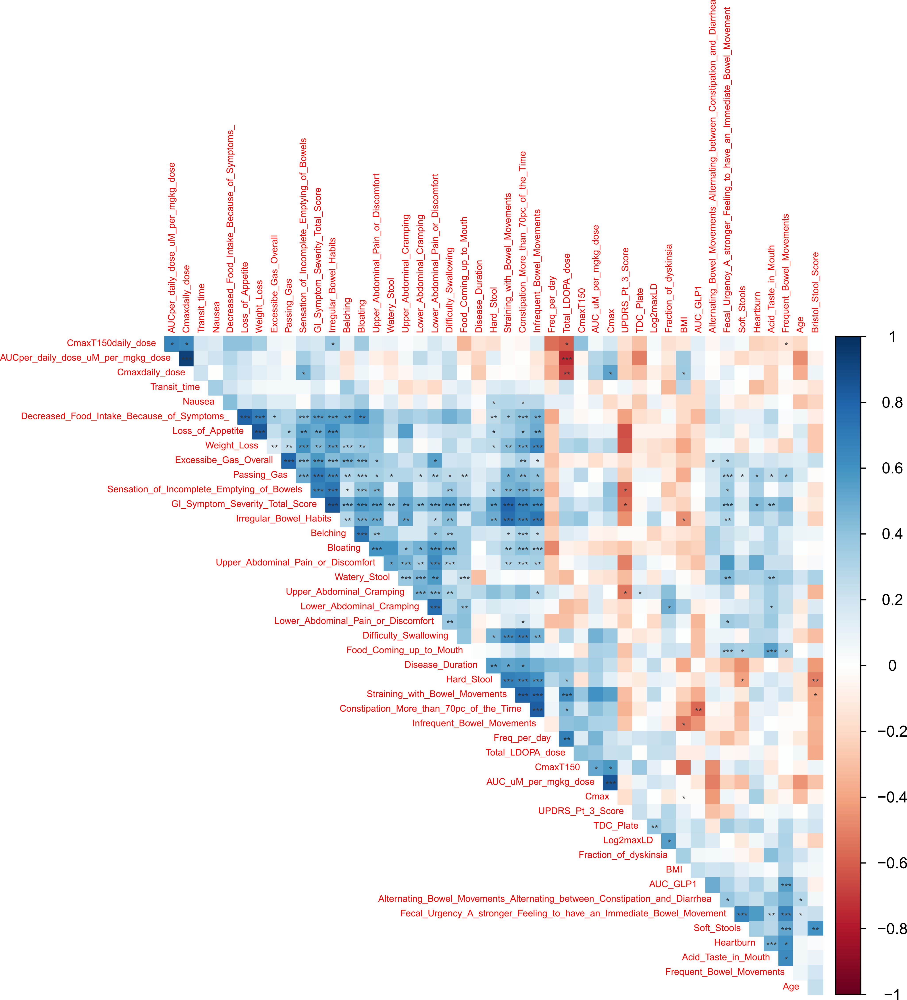 AUCper_daily_dose_uM_per_mgkg_dose
Cmaxdaily_dose
Transit_time
Nausea
Decreased_Food_Intake_Because_of_Symptoms_
Loss_of_Appetite
Weight_Loss
Excessibe_Gas_Overall
Passing_Gas
Sensation_of_Incomplete_Emptying_of_Bowels
GI_Symptom_Severity_Total_Score
Irregular_Bowel_Habits
Belching
Bloating
Upper_Abdominal_Pain_or_Discomfort
Watery_Stool
Upper_Abdominal_Cramping
Lower_Abdominal_Cramping
Lower_Abdominal_Pain_or_Discomfort
Difficulty_Swallowing
Food_Coming_up_to_Mouth
Disease_Duration
Hard_Stool
Straining_with_Bowel_Movements
Constipation_More_than_70pc_of_the_Time
Infrequent_Bowel_Movements
Freq_per_day
Total_LDOPA_dose
CmaxT150
AUC_uM_per_mgkg_dose
Cmax
UPDRS_Pt_3_Score
TDC_Plate
Log2maxLD
Fraction_of_dyskinsia
BMI
AUC_GLP1
Alternating_Bowel_Movements_Alternating_between_Constipation_and_Diarrhea
Fecal_Urgency_A_stronger_Feeling_to_have_an_Immediate_Bowel_Movement
Soft_Stools
Heartburn
Acid_Taste_in_Mouth
Frequent_Bowel_Movements
Age
Bristol_Stool_Score
CmaxT150daily_dose * * * * *
AUCper_daily_dose_uM_per_mgkg_dose *** ***
Cmaxdaily_dose * ** * *
Transit_time
Nausea * *
Decreased_Food_Intake_Because_of_Symptoms_ *** *** * *** *** *** ** ** ** * *** **
Loss_of_Appetite *** * ** ** *** * * **
Weight_Loss ** ** *** ** *** *** ** * ** *** ***
Excessibe_Gas_Overall *** *** *** *** *** *** * * ** * * *
Passing_Gas *** *** *** ** *** * * * ** * ** * ** * *** * * * *
Sensation_of_Incomplete_Emptying_of_Bowels *** *** * *** ** ** * ** *** *** * *
GI_Symptom_Severity_Total_Score *** *** *** *** ** ** ** *** *** *** ** *** *** *** * *** * **
Irregular_Bowel_Habits ** *** *** ** * ** ** *** *** *** * **
Belching *** ** * ** * *** *
Bloating *** * * *** *** ** *** ***
Upper_Abdominal_Pain_or_Discomfort * *** ** *** *** ** *** **
Watery_Stool *** *** ** *** ** **
Upper_Abdominal_Cramping *** *** ** * * *
Lower_Abdominal_Cramping *** ** * *
Lower_Abdominal_Pain_or_Discomfort ** * *
Difficulty_Swallowing * *** *** **
Food_Coming_up_to_Mouth *** * *** *
Disease_Duration ** * *
Hard_Stool *** *** *** * * **
Straining_with_Bowel_Movements *** *** *** *
Constipation_More_than_70pc_of_the_Time *** * **
Infrequent_Bowel_Movements *
Freq_per_day **
Total_LDOPA_dose
CmaxT150 * *
AUC_uM_per_mgkg_dose ***
Cmax *
UPDRS_Pt_3_Score
TDC_Plate **
Log2maxLD *
Fraction_of_dyskinsia
BMI
AUC_GLP1 ***
Alternating_Bowel_Movements_Alternating_between_Constipation_and_Diarrhea * *
Fecal_Urgency_A_stronger_Feeling_to_have_an_Immediate_Bowel_Movement *** ** *** *
Soft_Stools *** **
Heartburn *** *
Acid_Taste_in_Mouth *
Frequent_Bowel_Movements
Age
1
0.8
0.6
0.4
0.2
0
−0.2
−0.4
−0.6
−0.8
−1